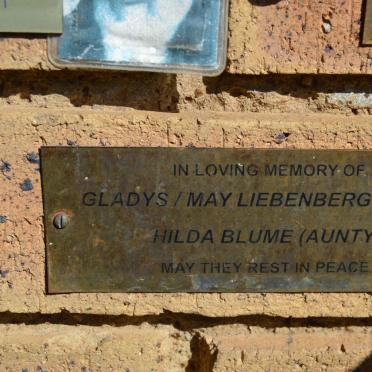 IN LOVING MEMORY OF
GLADYS / MAY LIEBENBERG
HILDA BLUME (AUNTY
MAY THEY REST IN PEACE